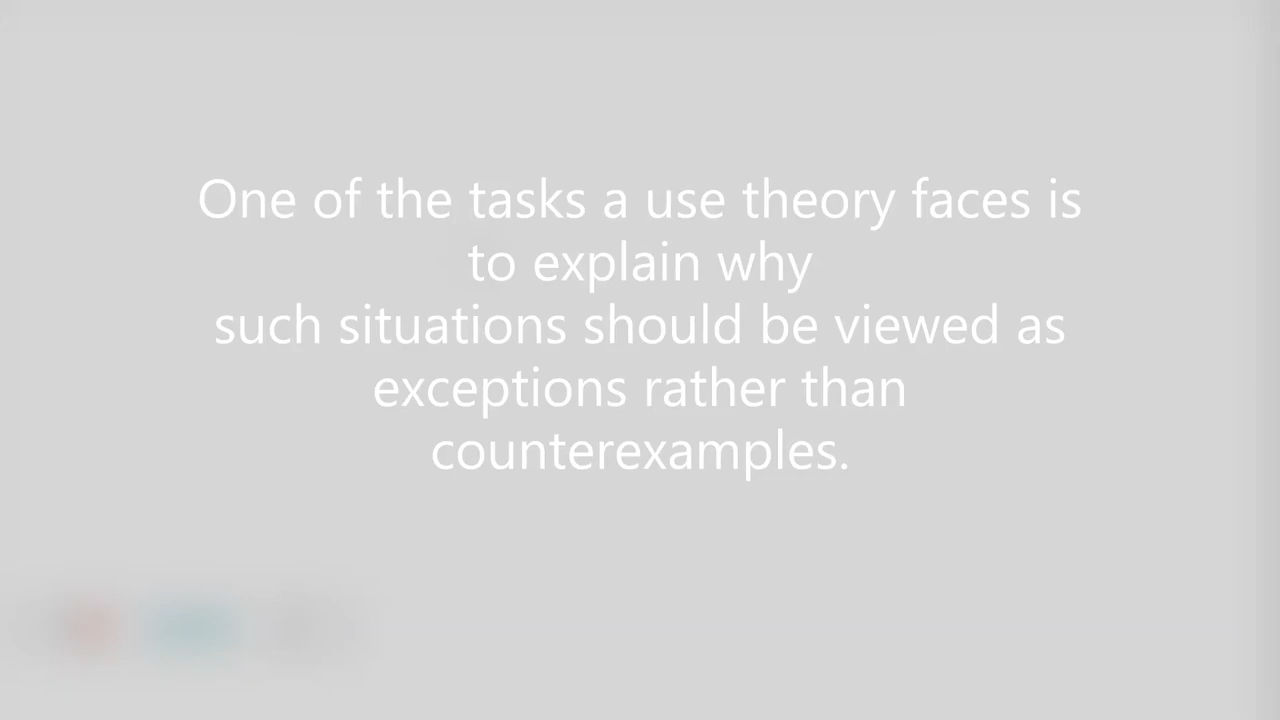 One of the tasks a use theory faces is
to explain why
such situations should be viewed as
exceptions rather than
counterexamples.